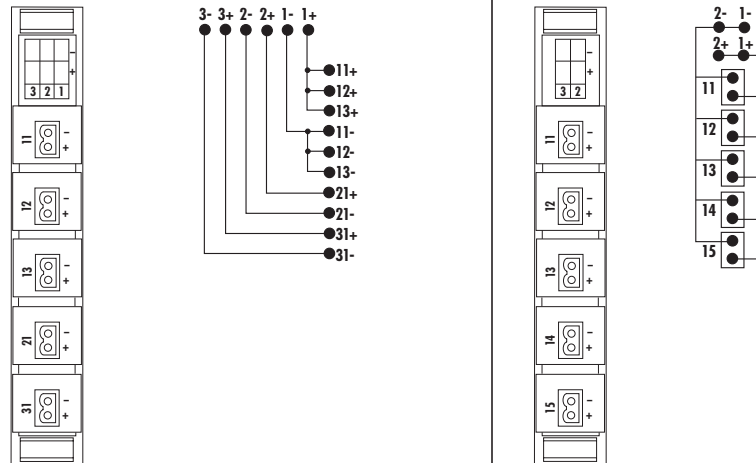 3- 3+ 2- 2+ 1- 1+
11+
12+
13+
11-
12-
13-
21+
21-
31+
31-
-
+
3 2 1
11 - +
12 - +
13 - +
21 - +
31 - +
-
+
3 2
11 - +
12 - +
13 - +
14 - +
15 - +
2- 1-
2+ 1+
11
12
13
14
15